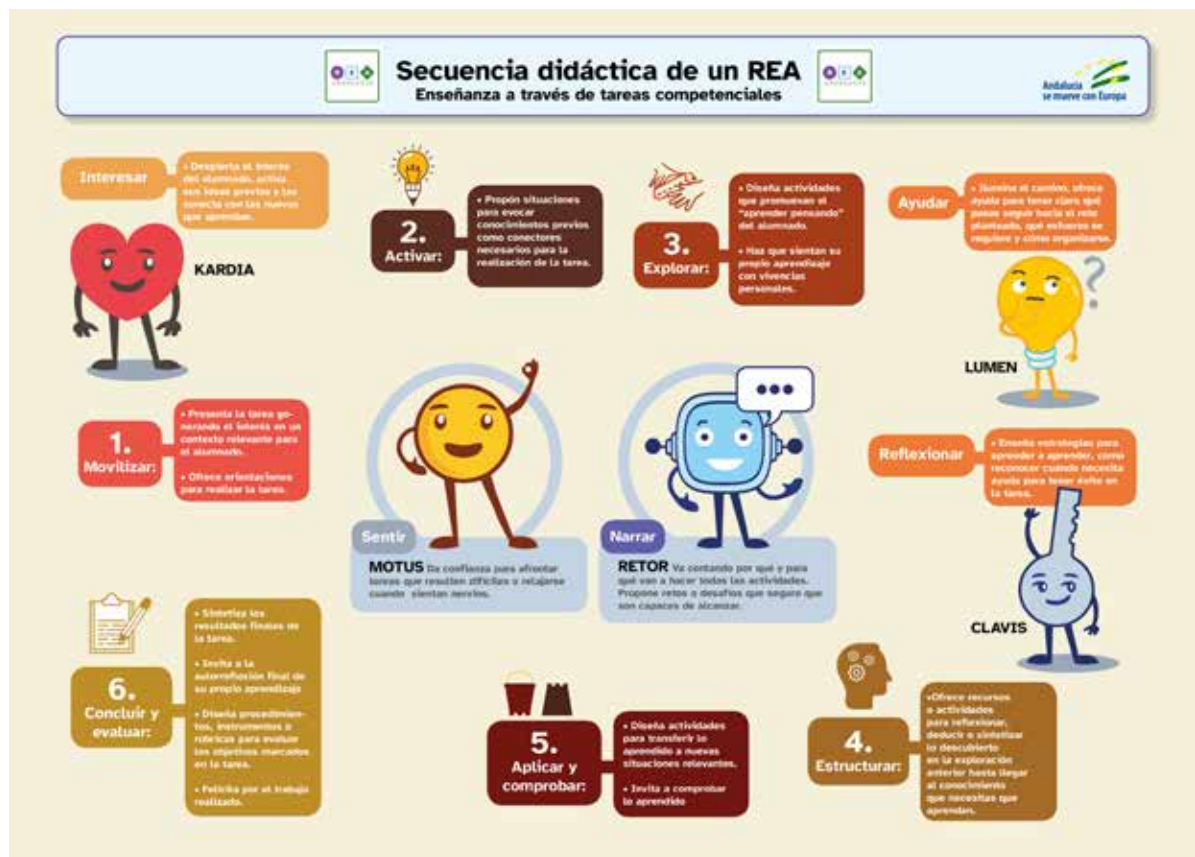 Secuencia didáctica de un REA
Enseñanza a través de tareas competenciales
Andalucía
se mueve con Europa
Interesar
• Despierta el interés
del alumnado, activa
sus ideas previas y las
conecta con las nuevas
que aprenban.
KARDIA
2.
Activar:
• Propón situaciones
para evocar
conocimientos previos
como conectores
necesarios para la
realización de la tarea.
3.
Explorar:
• Diseña actividades
que promuevan el
"aprender pensando"
del alumnado.
• Haz que sientan su
propio aprendizaje
con vivencias
personales.
Ayudar
• Ilumina el camino, ofrece
ayuda para tener claro qué
pasos seguir hacia el reto
planteado, qué esfuerzo se
requiere y cómo organizarse.
?
LUMEN
1.
Movitizar:
• Presenta la tarea ge-
nerando el interés en un
contexto relevante para
el alumnado.
• Ofrece orientaciones
para realizar la tarea.
Sentir
MOTUS Da confianza para afrontar
tareas que resulten difíciles o relajarse
cuando sientan nervios.
Narrar
RETOR Va contando por qué y para
qué van a hacer todas las actividades.
Propone retos o desafíos que seguro que
son capaces de alcanzar.
Reflexionar
• Enseña estrategias para
aprender a aprender, como
reconocer cuándo necesita
ayuda para tener éxito en
la tarea.
CLAVIS
6.
Concluir y
evaluar:
• Sintetiza los
resultados finales de
la tarea.
• Invita a la
autorreflexión final de
su propio aprendizaje
• Diseña procedimien-
tos, instrumentos o
rúbricas para evaluar
los objetivos marcados
en la tarea.
• Felicita por el trabajo
realizado.
5.
Aplicar y
comprobar:
• Diseña actividades
para transferir lo
aprendido a nuevas
situaciones relevantes.
• Invita a comprobar
lo aprendido
4.
Estructurar:
•Ofrece recursos
o actividades
para reflexionar,
deducir o sintetizar
lo descubierto
en la exploración
anterior hasta llegar
al conocimiento
que necesitas que
aprendan.